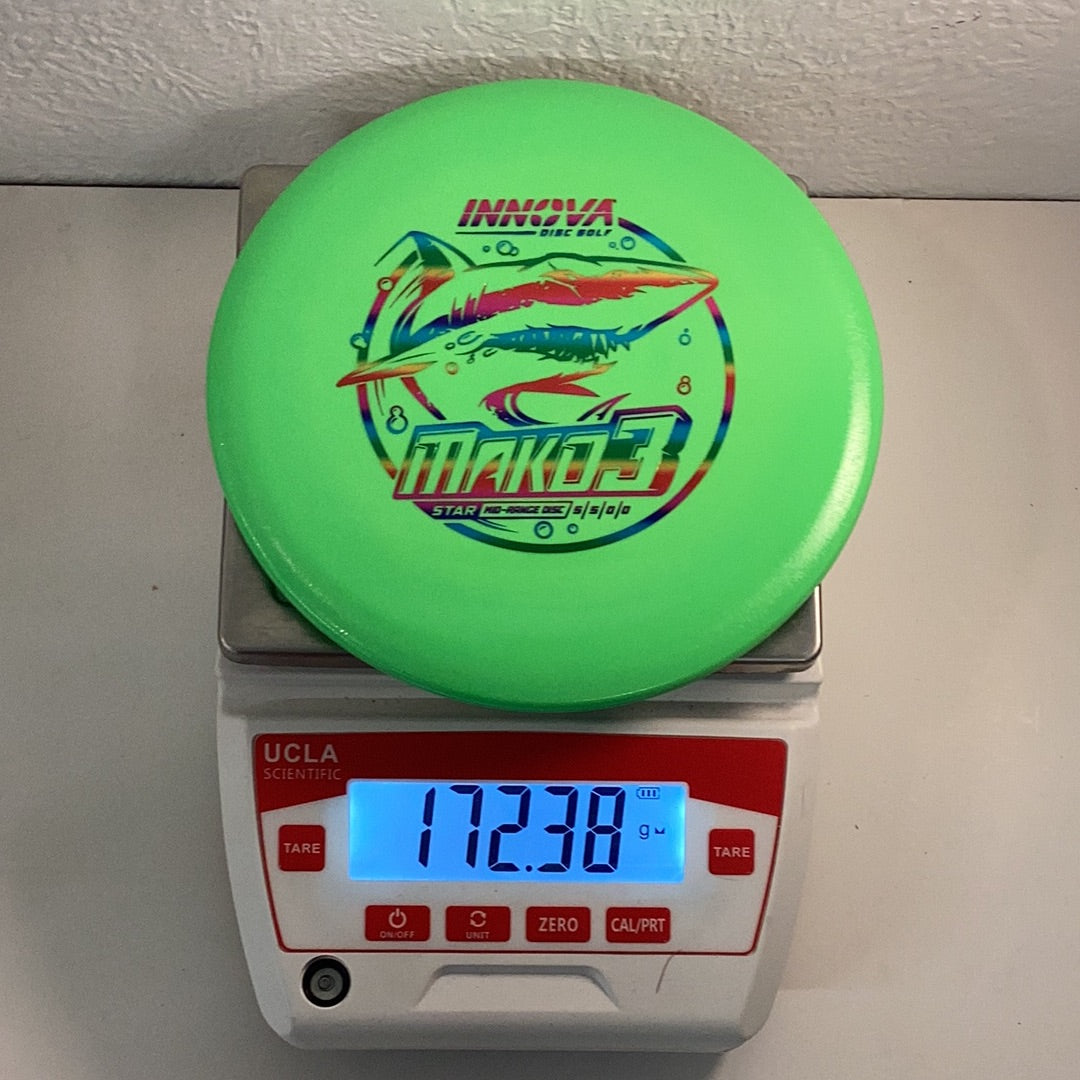 INNOVA
DISC GOLF
MAKO3
STAR MID-RANGE DISC 5/5/0/0
UCLA
SCIENTIFIC
172.38 g
TARE
TARE
ON/OFF UNIT ZERO CAL/PRT